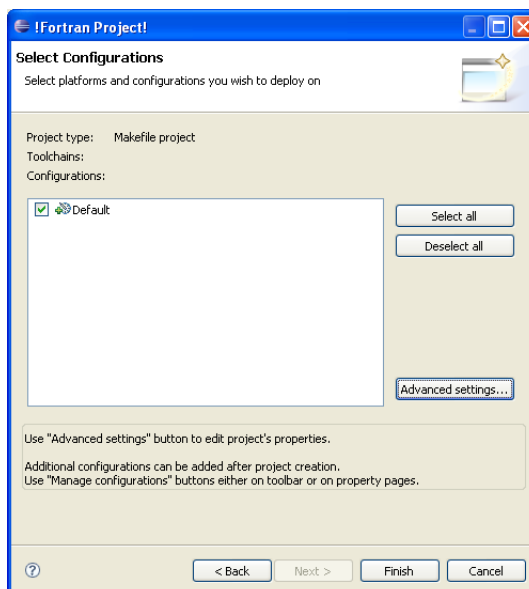 !Fortran Project!
Select Configurations
Select platforms and configurations you wish to deploy on
Project type: Makefile project
Toolchains:
Configurations:
Default
Select all
Deselect all
Advanced settings...
Use "Advanced settings" button to edit project's properties.
Additional configurations can be added after project creation.
Use "Manage configurations" buttons either on toolbar or on property pages.
?
< Back
Next >
Finish
Cancel